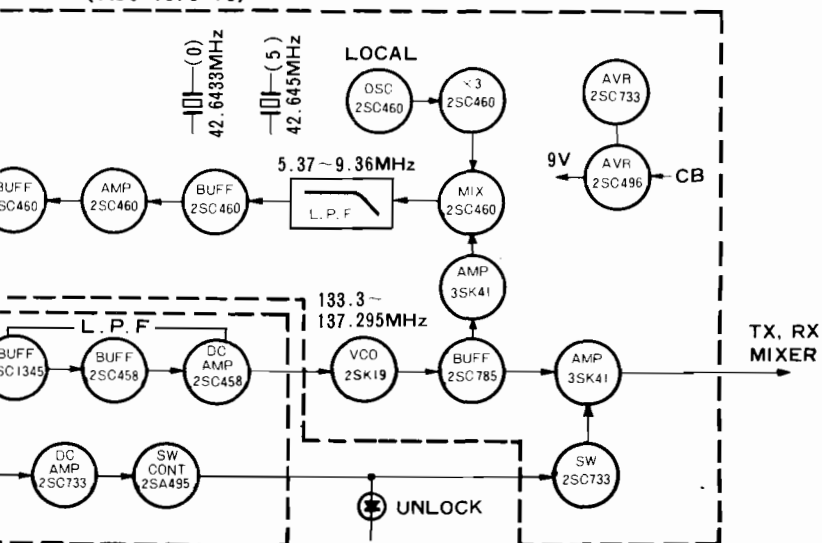 (0)
42.6433MHz
(5)
42.645MHz
LOCAL
OSC
2SC460
×3
2SC460
AVR
2SC733
9V
AVR
2SC496
CB
BUFF
SC460
AMP
2SC460
BUFF
2SC460
5.37~9.36MHz
L.P.F
MIX
2SC460
AMP
3SK41
133.3~
137.295MHz
L.P.F
BUFF
SC1345
BUFF
2SC458
DC
AMP
2SC458
VCO
2SK19
BUFF
2SC785
AMP
3SK41
TX, RX
MIXER
DC
AMP
2SC733
SW
CONT
2SA495
SW
2SC733
UNLOCK